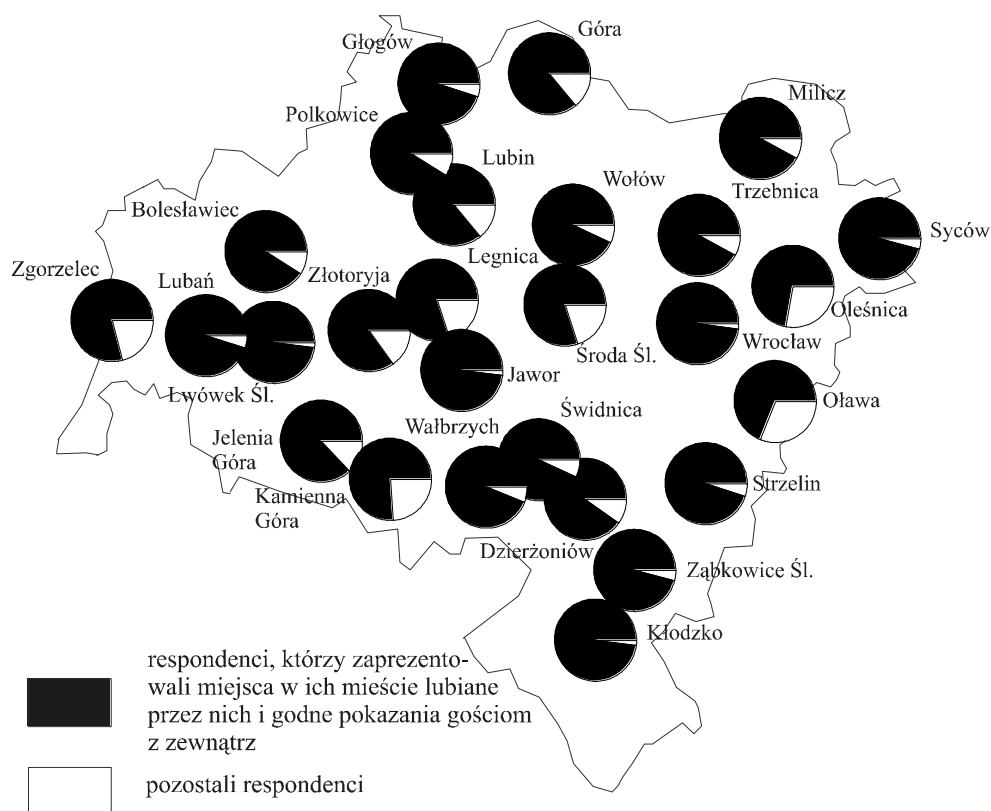 Góra
Głogów
Milicz
Polkowice
Lubin
Wołów
Trzebnica
Bolesławiec
Syców
Legnica
Zgorzelec
Lubań
Złotoryja
Oleśnica
Wrocław
Środa Śl.
Jawor
Lwówek Śl.
Oława
Świdnica
Wałbrzych
Jelenia
Góra
Strzelin
Kamienna
Góra
Dzierżoniów
Ząbkowice Śl.
Kłodzko
respondenci, którzy zaprezento-
wali miejsca w ich mieście lubiane
przez nich i godne pokazania gościom
z zewnątrz
pozostali respondenci